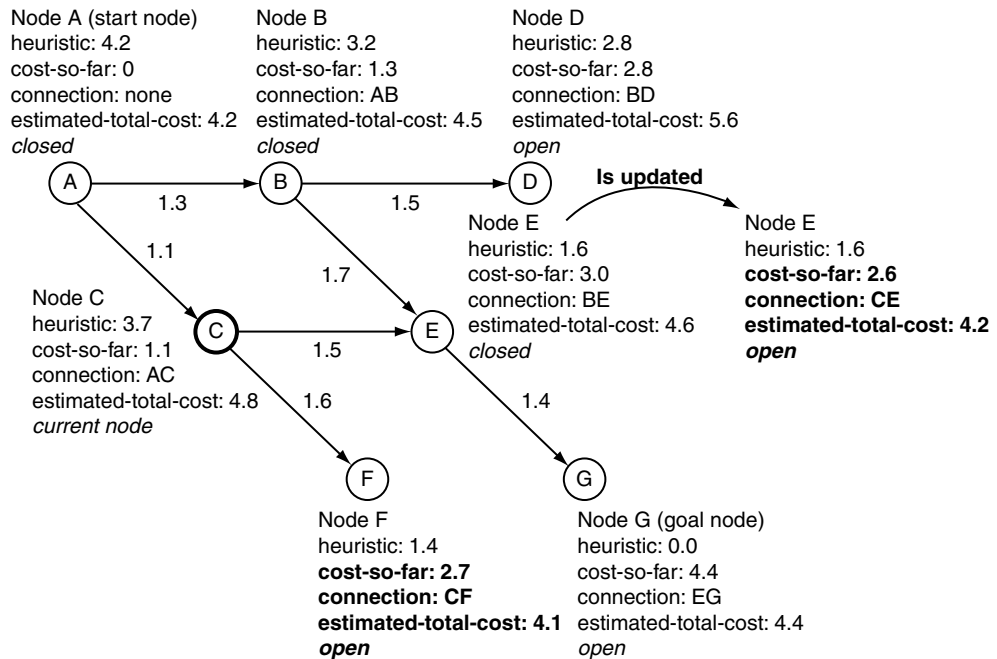 Node A (start node)
heuristic: 4.2
cost-so-far: 0
connection: none
estimated-total-cost: 4.2
closed
Node B
heuristic: 3.2
cost-so-far: 1.3
connection: AB
estimated-total-cost: 4.5
closed
Node D
heuristic: 2.8
cost-so-far: 2.8
connection: BD
estimated-total-cost: 5.6
open
A
B
D
1.3
1.5
Is updated
1.1
1.7
Node E
heuristic: 1.6
cost-so-far: 3.0
connection: BE
estimated-total-cost: 4.6
closed
Node E
heuristic: 1.6
cost-so-far: 2.6
connection: CE
estimated-total-cost: 4.2
open
Node C
heuristic: 3.7
cost-so-far: 1.1
connection: AC
estimated-total-cost: 4.8
current node
C
E
1.5
1.6
1.4
F
G
Node F
heuristic: 1.4
cost-so-far: 2.7
connection: CF
estimated-total-cost: 4.1
open
Node G (goal node)
heuristic: 0.0
cost-so-far: 4.4
connection: EG
estimated-total-cost: 4.4
open